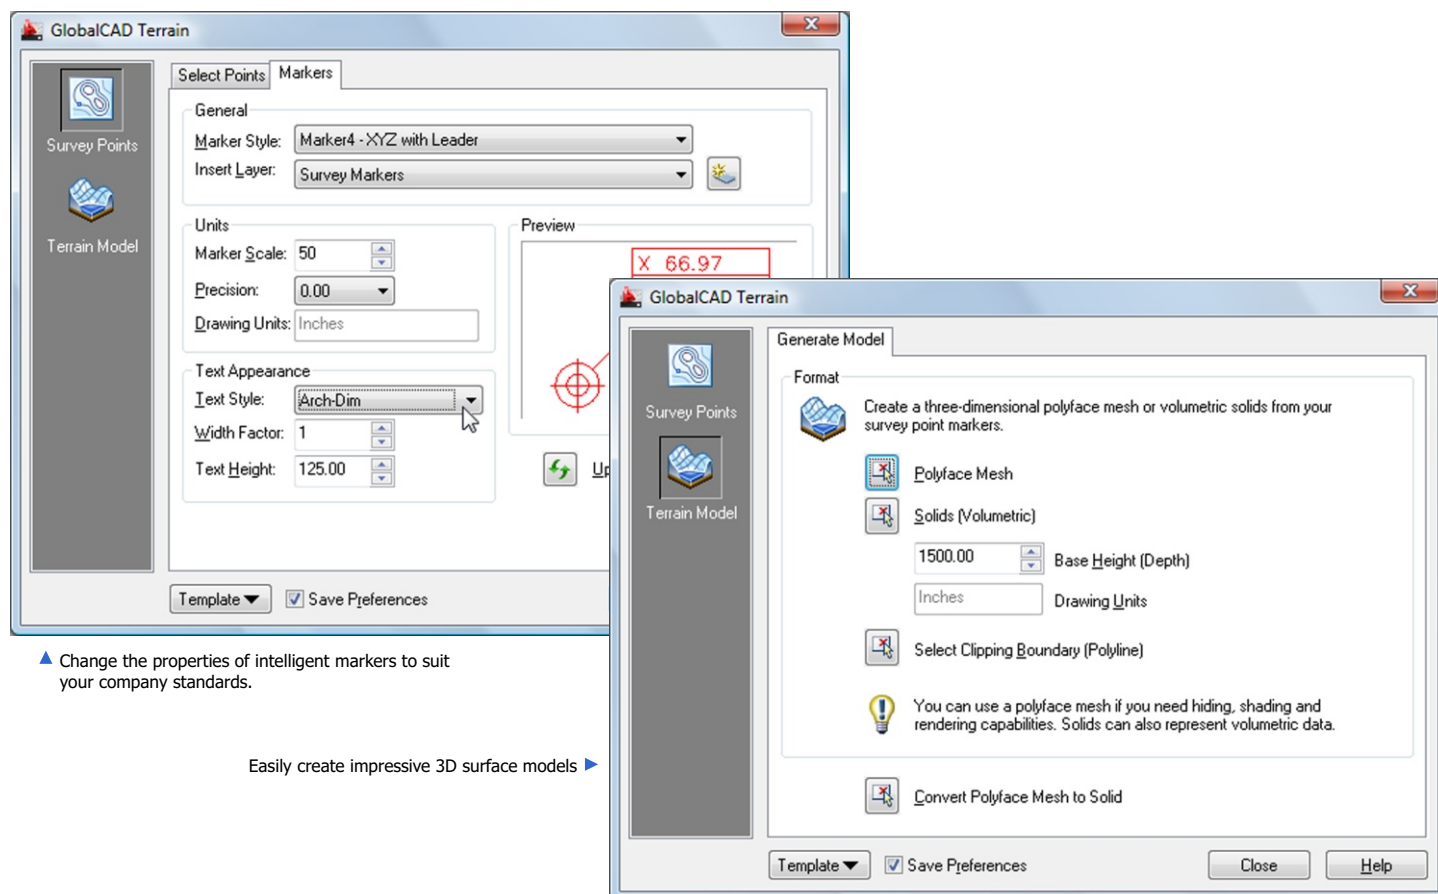 GlobalCAD Terrain
Survey Points
Terrain Model
Select Points
Markers
General
Marker Style:
Marker4 - XYZ with Leader
Insert Layer:
Survey Markers
Units
Marker Scale:
50
Precision:
0.00
Drawing Units:
Inches
Text Appearance
Text Style:
Arch-Dim
Width Factor:
1
Text Height:
125.00
Preview
X 66.97
Template
Save Preferences
Change the properties of intelligent markers to suit
your company standards.
Easily create impressive 3D surface models
GlobalCAD Terrain
Survey Points
Terrain Model
Generate Model
Format
Create a three-dimensional polyface mesh or volumetric solids from your
survey point markers.
Polyface Mesh
Solids (Volumetric)
1500.00
Base Height (Depth)
Inches
Drawing Units
Select Clipping Boundary (Polyline)
You can use a polyface mesh if you need hiding, shading and
rendering capabilities. Solids can also represent volumetric data.
Convert Polyface Mesh to Solid
Template
Save Preferences
Close
Help